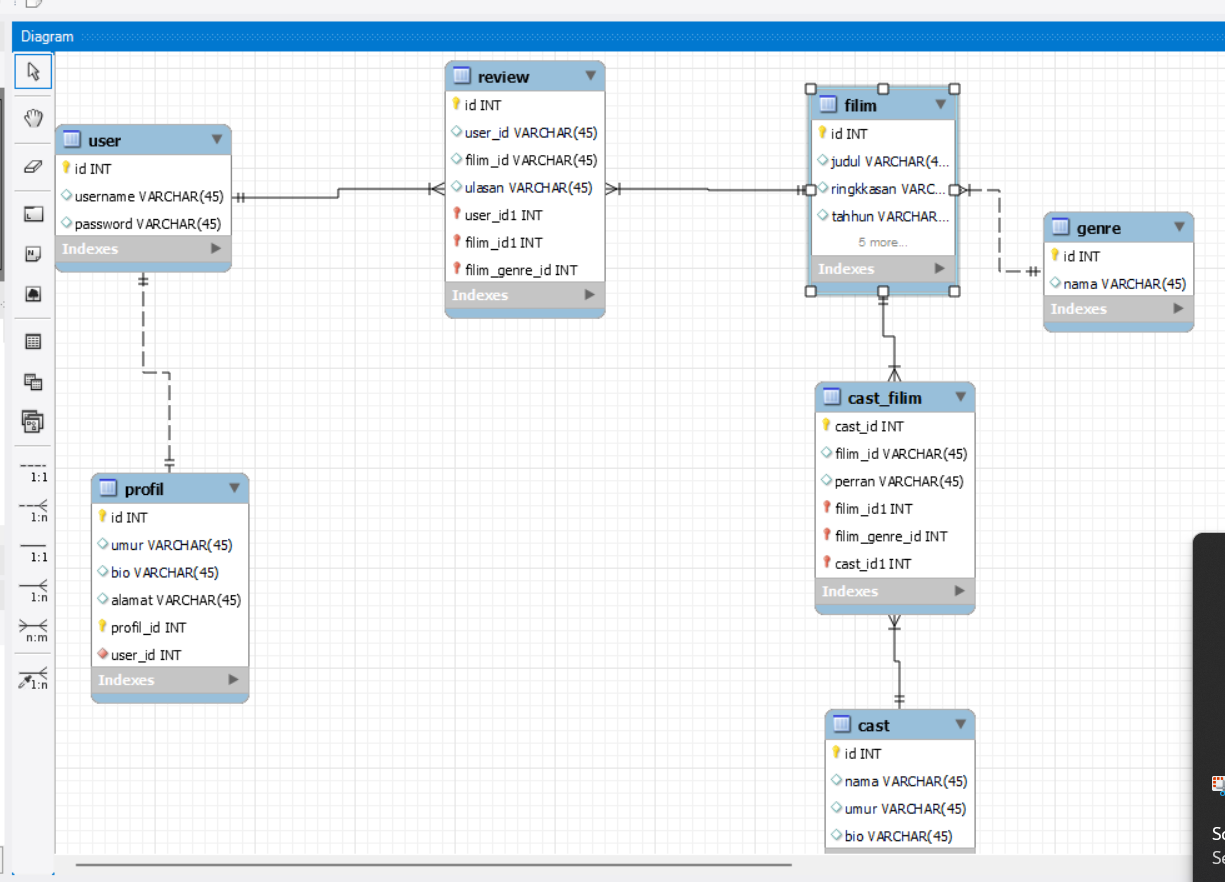 Diagram
review
id INT
user_id VARCHAR(45)
filim_id VARCHAR(45)
ulasan VARCHAR(45)
user_id1 INT
filim_id1 INT
filim_genre_id INT
Indexes
filim
id INT
judul VARCHAR(4...
ringkkasan VARC...
tahhun VARCHAR...
5 more...
Indexes
user
id INT
username VARCHAR(45)
password VARCHAR(45)
Indexes
genre
id INT
nama VARCHAR(45)
Indexes
cast_filim
cast_id INT
filim_id VARCHAR(45)
perran VARCHAR(45)
filim_id1 INT
filim_genre_id INT
cast_id1 INT
Indexes
profil
id INT
umur VARCHAR(45)
bio VARCHAR(45)
alamat VARCHAR(45)
profil_id INT
user_id INT
Indexes
cast
id INT
nama VARCHAR(45)
umur VARCHAR(45)
bio VARCHAR(45)
1:1
1:n
1:1
1:n
n:m
1:n